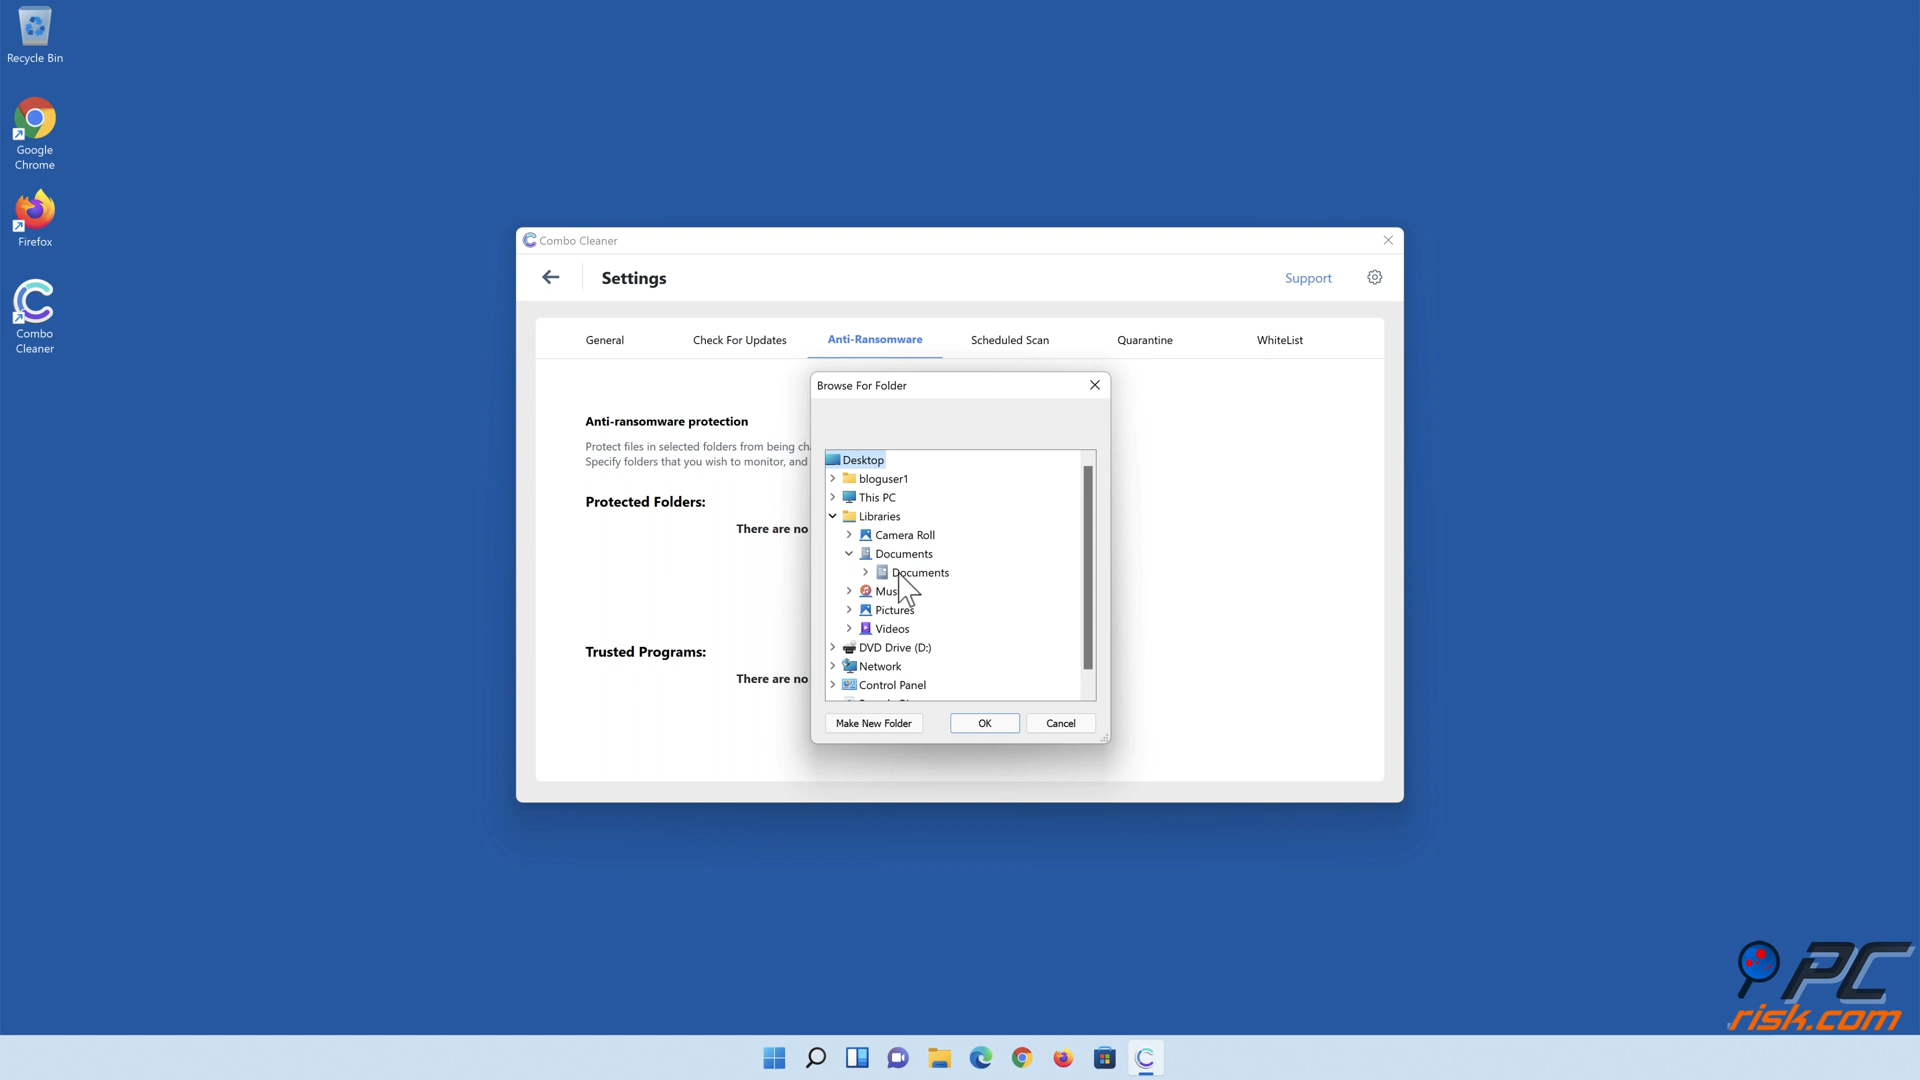 Recycle Bin
Google
Chrome
Firefox
Combo
Cleaner
Combo Cleaner
Settings
Support
General
Check For Updates
Anti-Ransomware
Scheduled Scan
Quarantine
WhiteList
Anti-ransomware protection
Protect files in selected folders from being
Specify folders that you wish to monitor, and
Protected Folders:
There are no
Trusted Programs:
There are no
Browse For Folder
Desktop
bloguser1
This PC
Libraries
Camera Roll
Documents
Documents
Pictures
Videos
DVD Drive (D:)
Network
Control Panel
Make New Folder
OK
Cancel
PC
risk.com